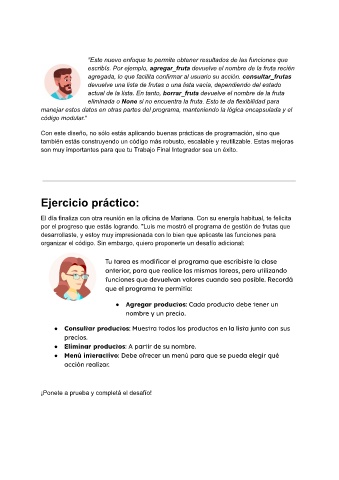 "Este nuevo enfoque te permite obtener resultados de las funciones que
escribís. Por ejemplo, agregar_fruta devuelve el nombre de la fruta recién
agregada, lo que facilita confirmar al usuario su acción. consultar_frutas
devuelve una lista de frutas o una lista vacía, dependiendo del estado
actual de la lista. En tanto, borrar_fruta devuelve el nombre de la fruta
eliminada o None si no encuentra la fruta. Esto te da flexibilidad para
manejar estos datos en otras partes del programa, manteniendo la lógica encapsulada y el
código modular."
Con este diseño, no sólo estás aplicando buenas prácticas de programación, sino que
también estás construyendo un código más robusto, escalable y reutilizable. Estas mejoras
son muy importantes para que tu Trabajo Final Integrador sea un éxito.
Ejercicio práctico:
El día finaliza con otra reunión en la oficina de Mariana. Con su energía habitual, te felicita
por el progreso que estás logrando. "Luis me mostró el programa de gestión de frutas que
desarrollaste, y estoy muy impresionada con lo bien que aplicaste las funciones para
organizar el código. Sin embargo, quiero proponerte un desafío adicional:
Tu tarea es modificar el programa que escribiste la clase
anterior, para que realice las mismas tareas, pero utilizando
funciones que devuelvan valores cuando sea posible. Recordá
que el programa te permitía:
● Agregar productos: Cada producto debe tener un
nombre y un precio.
● Consultar productos: Muestra todos los productos en la lista junto con sus
precios.
● Eliminar productos: A partir de su nombre.
● Menú interactivo: Debe ofrecer un menú para que se pueda elegir qué
acción realizar.
¡Ponete a prueba y completá el desafío!